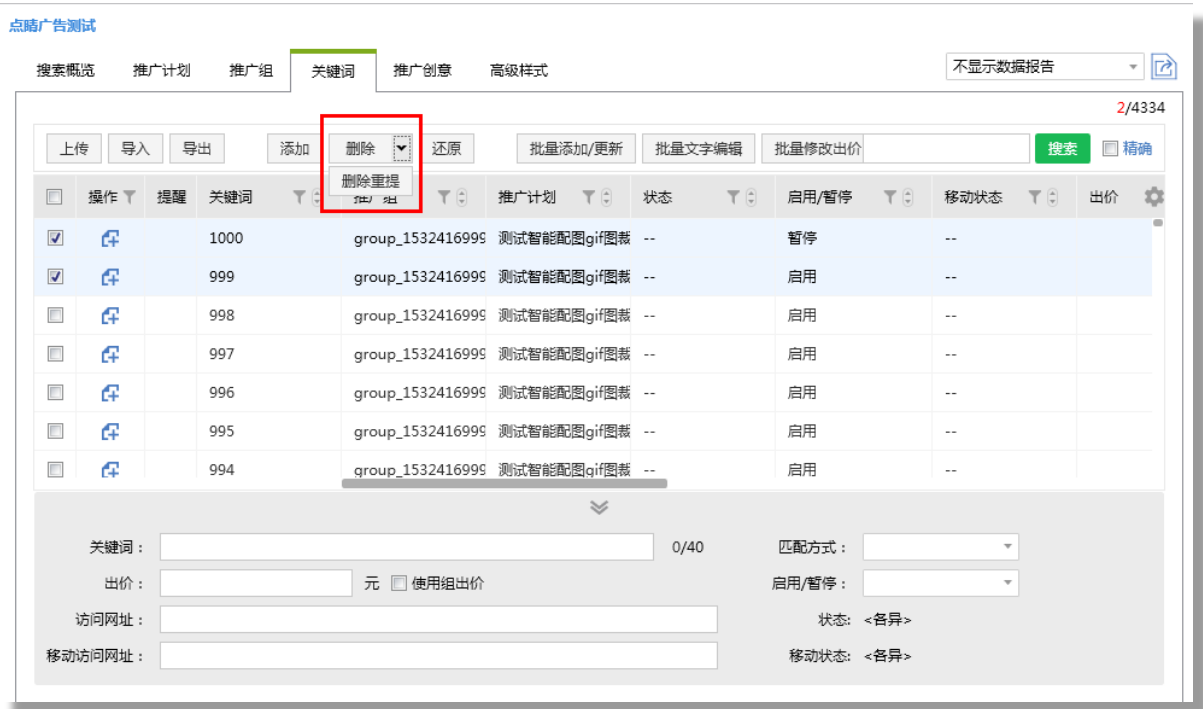 点睛广告测试
搜索概览 推广计划 推广组 关键词 推广创意 高级样式 不显示数据报告
2/4334
上传 导入 导出 添加 删除 还原 批量添加/更新 批量文字编辑 批量修改出价 搜索 精确
删除重提
操作 提醒 关键词 推广组 推广计划 状态 启用/暂停 移动状态 出价
1000 group_1532416999 测试智能配图gif图裁 -- 暂停 --
999 group_1532416999 测试智能配图gif图裁 -- 启用 --
998 group_1532416999 测试智能配图gif图裁 -- 启用 --
997 group_1532416999 测试智能配图gif图裁 -- 启用 --
996 group_1532416999 测试智能配图gif图裁 -- 启用 --
995 group_1532416999 测试智能配图gif图裁 -- 启用 --
994 group_1532416999 测试智能配图gif图裁 -- 启用 --
关键词： 0/40 匹配方式：
出价： 元 使用组出价 启用/暂停：
访问网址： 状态: <各异>
移动访问网址： 移动状态: <各异>